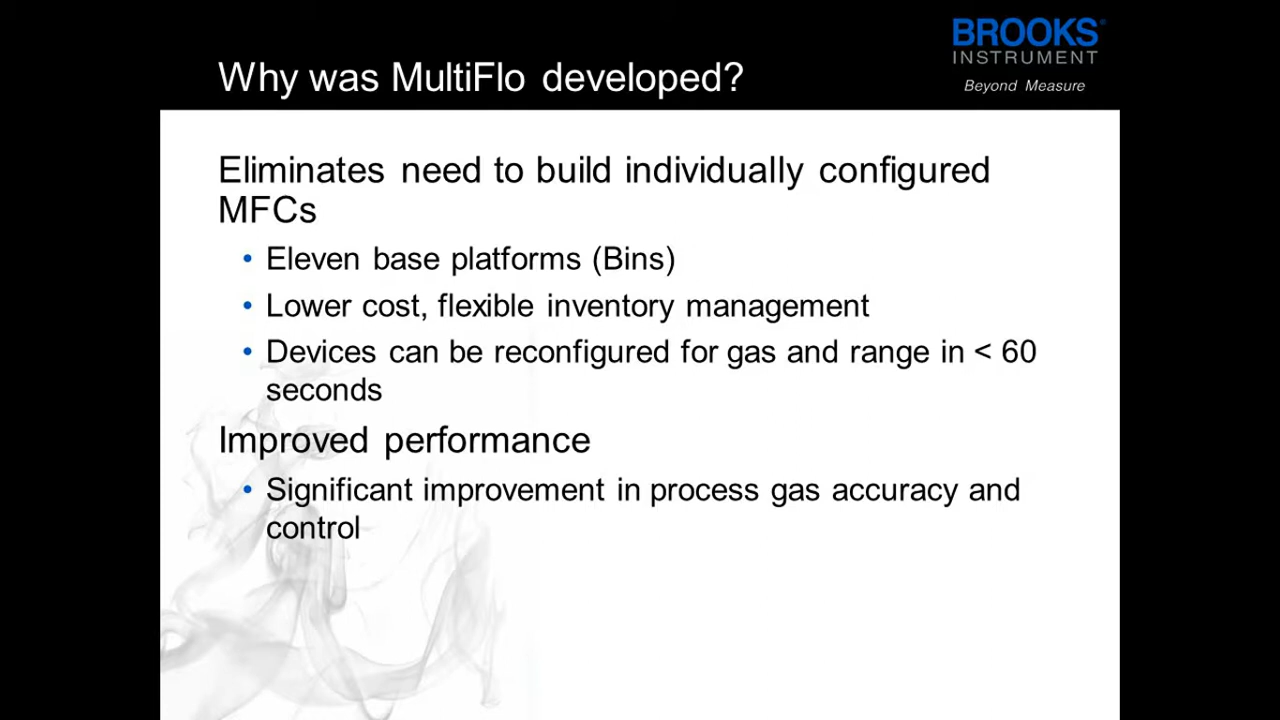 BROOKS®
INSTRUMENT
Beyond Measure
Why was MultiFlo developed?
Eliminates need to build individually configured
MFCs
• Eleven base platforms (Bins)
• Lower cost, flexible inventory management
• Devices can be reconfigured for gas and range in < 60
seconds
Improved performance
• Significant improvement in process gas accuracy and
control